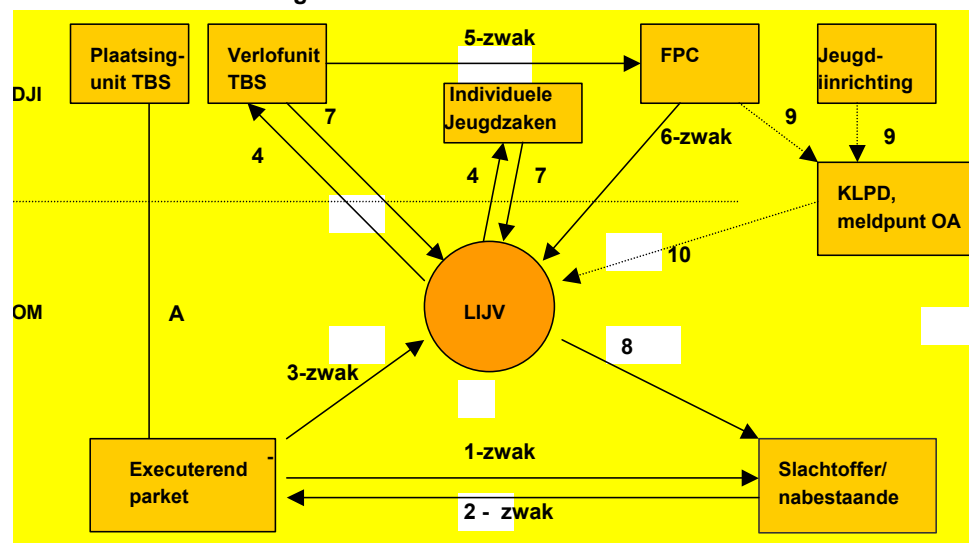 g
5-zwak
Plaatsing-
unit TBS
Verlofunit
TBS
FPC
Jeugd-
iinrichting
DJI
Individuele
Jeugdzaken
7
9
9
4
6-zwak
4
7
KLPD,
meldpunt OA
10
OM
A
LIJV
8
3-zwak
1-zwak
Executerend -
parket
Slachtoffer/
nabestaande
2 - zwak